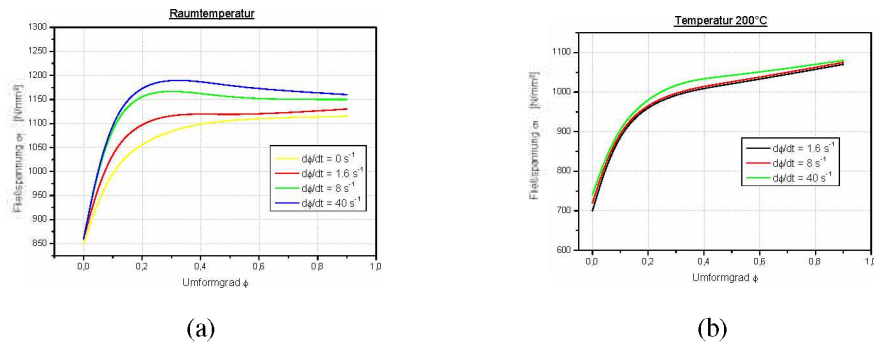 Raumtemperatur
1300
1250
1200
1150
1100
1050
1000
950
900
850
Fließspannung σf [N/mm²]
dϕ/dt = 0 s⁻¹
dϕ/dt = 1.6 s⁻¹
dϕ/dt = 8 s⁻¹
dϕ/dt = 40 s⁻¹
0,0 0,2 0,4 0,6 0,8 1,0
Umformgrad ϕ
(a)
Temperatur 200°C
1100
1000
900
800
700
600
Fließspannung [N/mm²]
dϕ/dt = 1.6 s⁻¹
dϕ/dt = 8 s⁻¹
dϕ/dt = 40 s⁻¹
0,0 0,2 0,4 0,6 0,8 1,0
Umformgrad ϕ
(b)